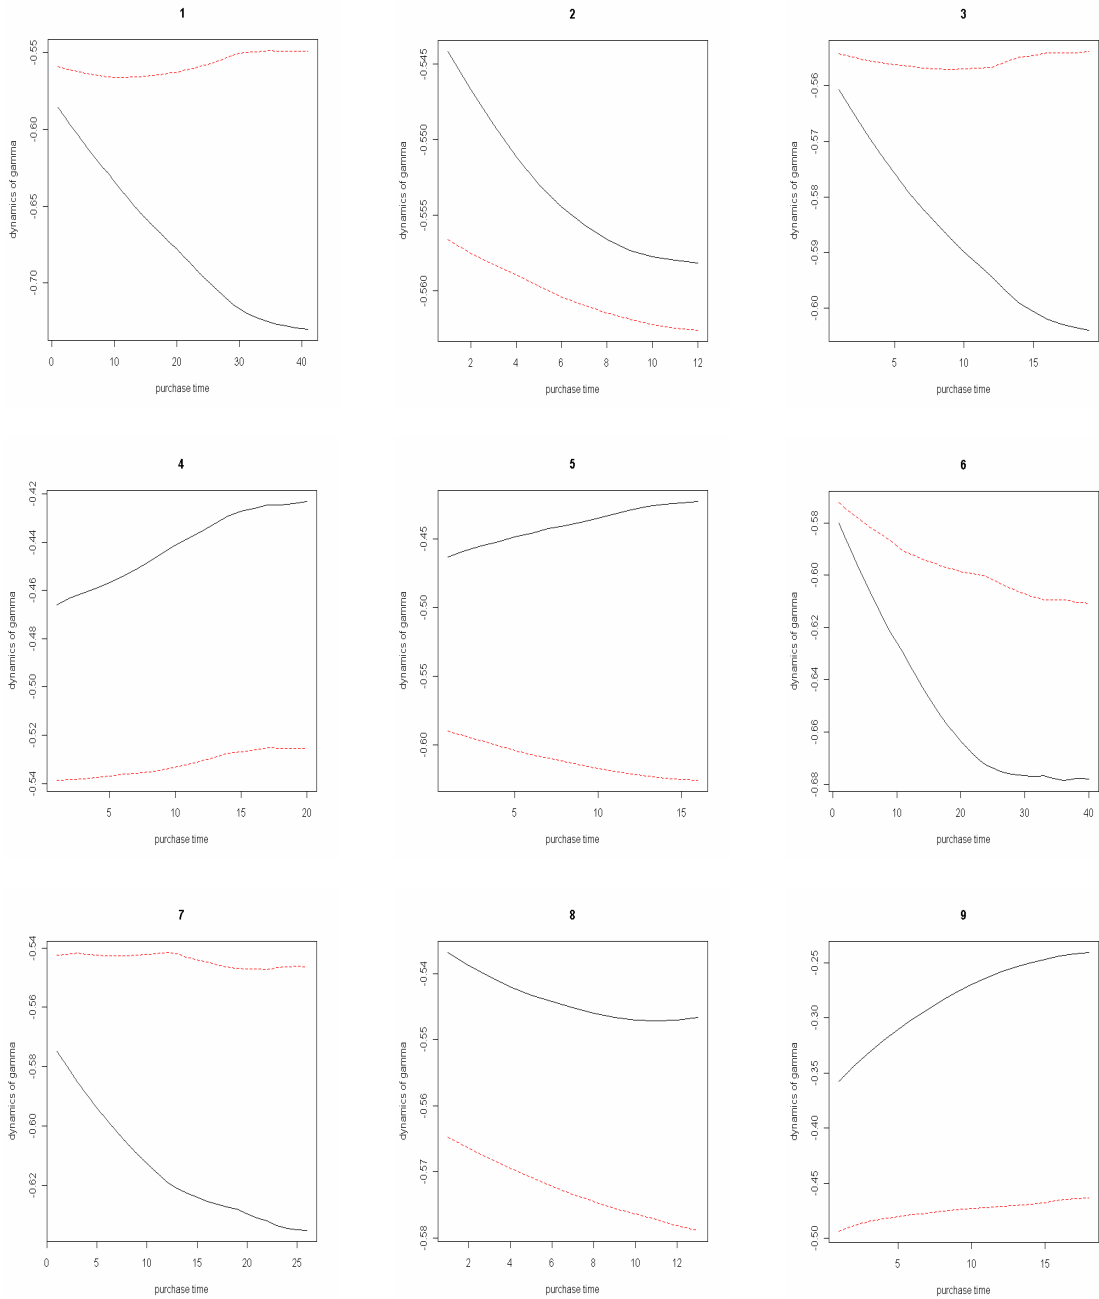 1
dynamics of gamma
-0.55
-0.60
-0.65
-0.70
0 10 20 30 40
purchase time
2
dynamics of gamma
-0.545
-0.550
-0.555
-0.560
2 4 6 8 10 12
purchase time
3
dynamics of gamma
-0.56
-0.57
-0.58
-0.59
-0.60
5 10 15
purchase time
4
dynamics of gamma
-0.42
-0.44
-0.46
-0.48
-0.50
-0.52
-0.54
5 10 15 20
purchase time
5
dynamics of gamma
-0.45
-0.50
-0.55
-0.60
5 10 15
purchase time
6
dynamics of gamma
-0.58
-0.60
-0.62
-0.64
-0.66
-0.68
0 10 20 30 40
purchase time
7
dynamics of gamma
-0.54
-0.56
-0.58
-0.60
-0.62
0 5 10 15 20 25
purchase time
8
dynamics of gamma
-0.54
-0.55
-0.56
-0.57
-0.58
2 4 6 8 10 12
purchase time
9
dynamics of gamma
-0.25
-0.30
-0.35
-0.40
-0.45
-0.50
5 10 15
purchase time